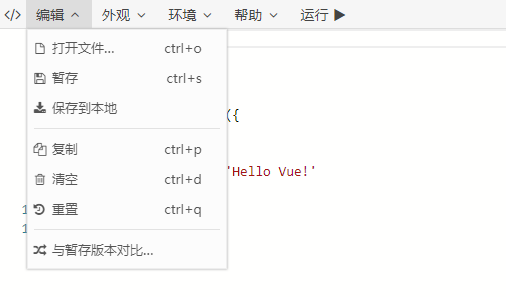 </> 编辑 外观 环境 帮助 运行
打开文件... ctrl+o
暂存 ctrl+s
保存到本地
({
复制 ctrl+p
'Hello Vue!'
清空 ctrl+d
重置 ctrl+q
1
1
与暂存版本对比...